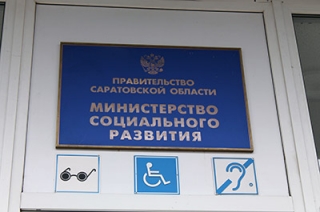 ПРАВИТЕЛЬСТВО
САРАТОВСКОЙ ОБЛАСТИ
МИНИСТЕРСТВО
СОЦИАЛЬНОГО
РАЗВИТИЯ